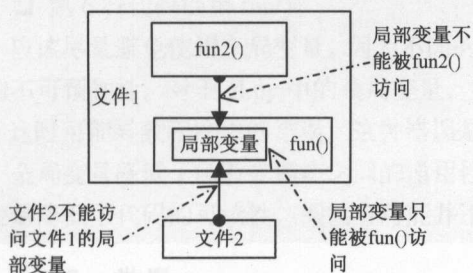 fun2()
局部变量不
能被fun2()
访问
文件1
局部变量
fun()
文件2不能访
问文件1的局
部变量
局部变量只
能被fun()访
问
文件2